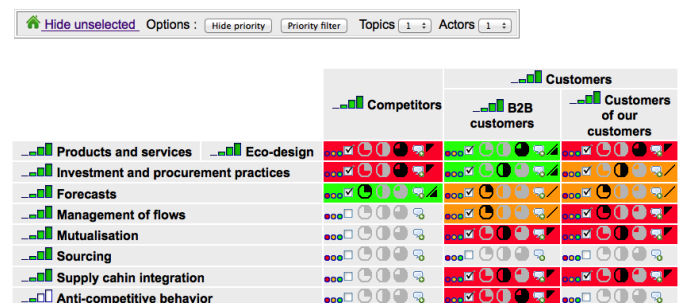 Hide unselected Options : Hide priority Priority filter Topics 1 Actors 1
Customers
Competitors
B2B
customers
Customers
of our
customers
Products and services Eco-design
Investment and procurement practices
Forecasts
Management of flows
Mutualisation
Sourcing
Supply cahin integration
Anti-competitive behavior